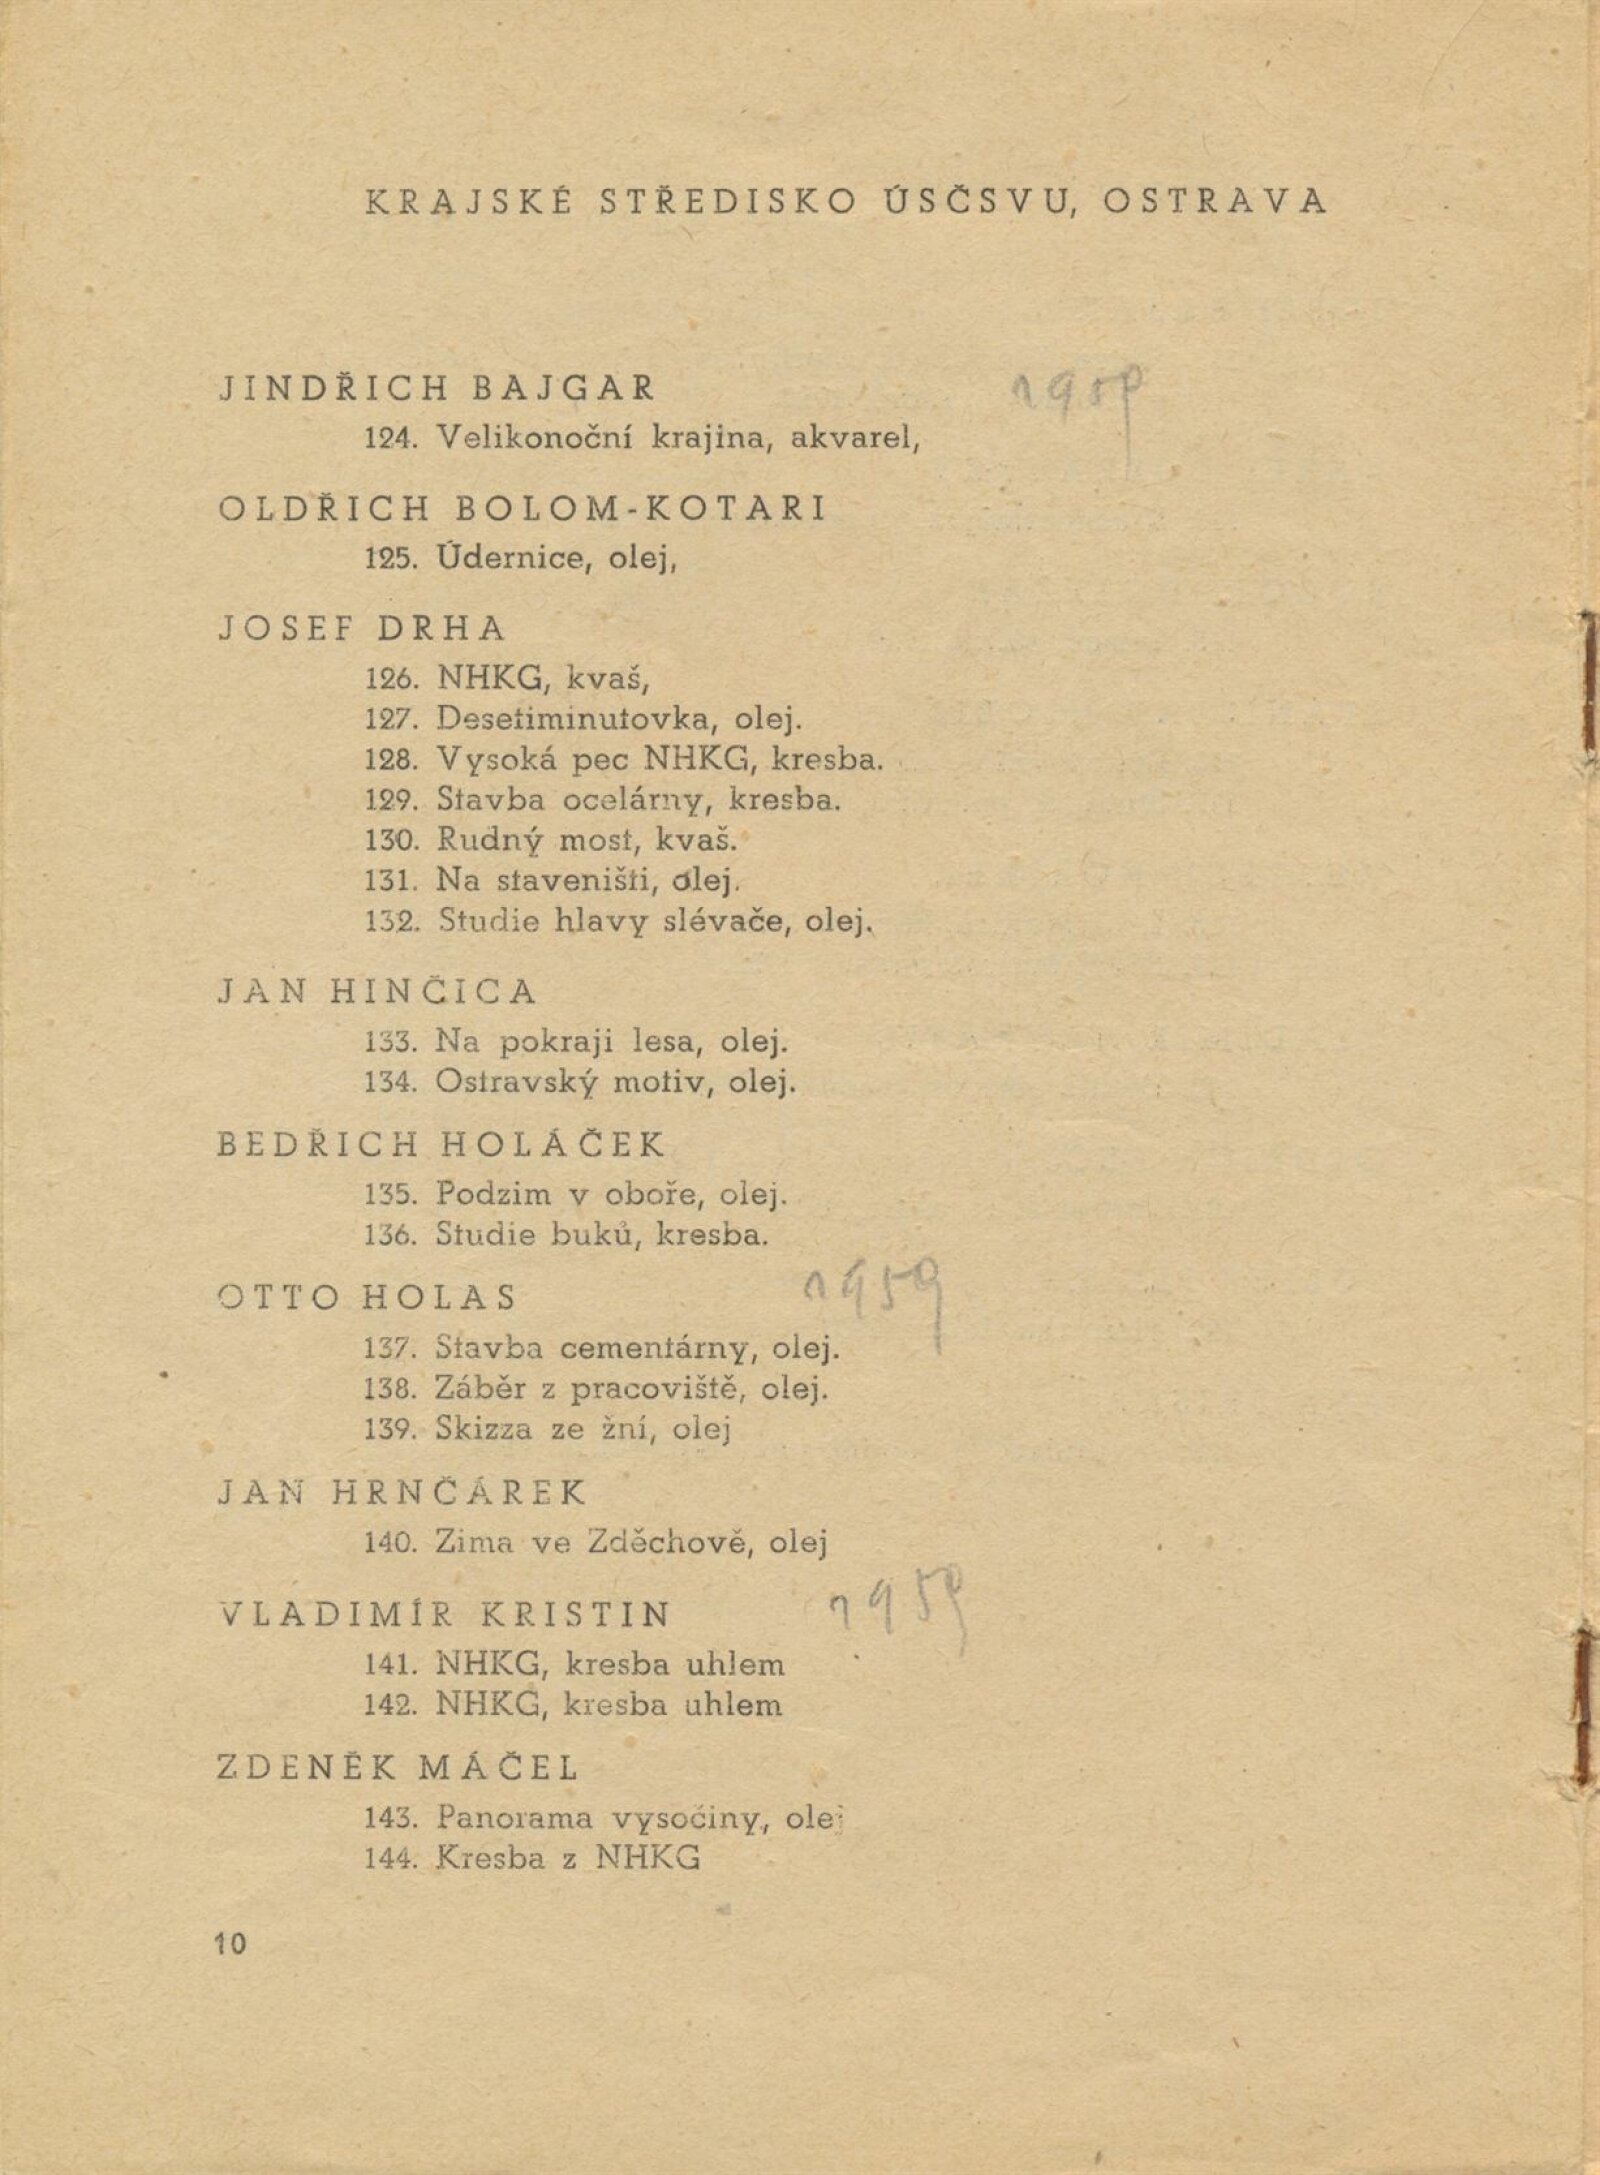 KRAJSKÉ STŘEDISKO ÚSČSVU, OSTRAVA
JINDŘICH BAJGAR 1959
124. Velikonoční krajina, akvarel,
OLDŘICH BOLOM-KOTARI
125. Údernice, olej,
JOSEF DRHA
126. NHKG, kvaš,
127. Desetiminutovka, olej.
128. Vysoká pec NHKG, kresba.
129. Stavba ocelárny, kresba.
130. Rudný most, kvaš.
131. Na staveništi, olej.
132. Studie hlavy slévače, olej.
JAN HINČICA
133. Na pokraji lesa, olej.
134. Ostravský motiv, olej.
BEDŘICH HOLÁČEK
135. Podzim v oboře, olej.
136. Studie buků, kresba.
OTTO HOLAS 1959
137. Stavba cementárny, olej.
138. Záběr z pracoviště, olej.
139. Skizza ze žní, olej
JAN HRNČÁREK
140. Zima ve Zděchově, olej
VLADIMÍR KRISTIN 1959
141. NHKG, kresba uhlem
142. NHKG, kresba uhlem
ZDENĚK MÁČEL
143. Panorama vysočiny, olej
144. Kresba z NHKG
10